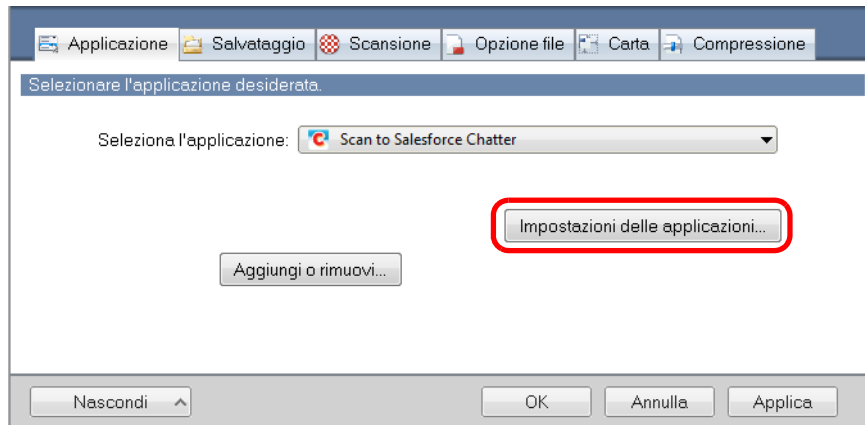 Applicazione Salvataggio Scansione Opzione file Carta Compressione
Selezionare l'applicazione desiderata.
Seleziona l'applicazione: Scan to Salesforce Chatter
Impostazioni delle applicazioni...
Aggiungi o rimuovi...
Nascondi OK Annulla Applica